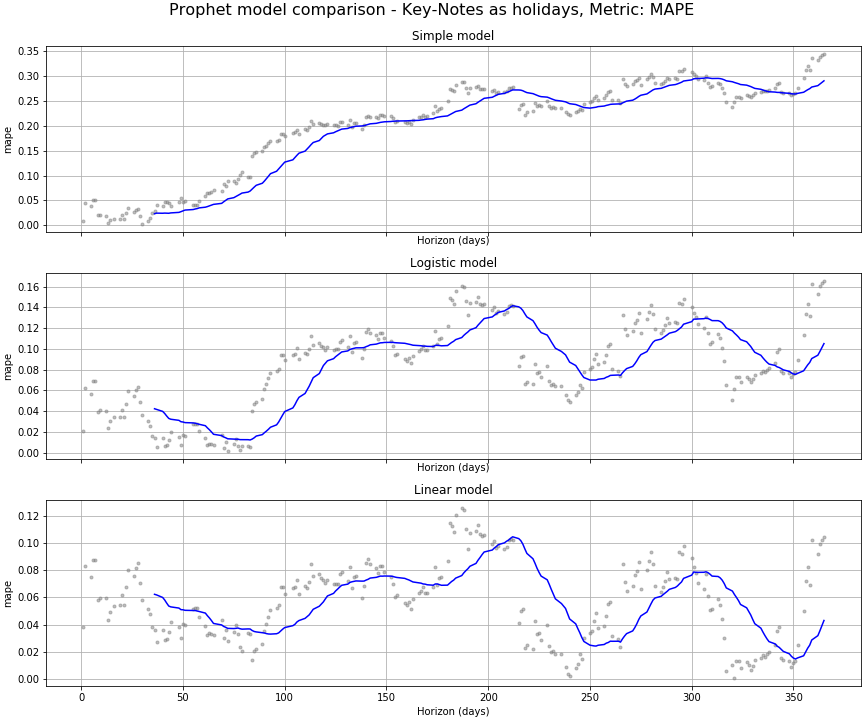 Prophet model comparison - Key-Notes as holidays, Metric: MAPE
Simple model
0.35
0.30
0.25
0.20
0.15
0.10
0.05
0.00
mape
Horizon (days)
Logistic model
0.16
0.14
0.12
0.10
0.08
0.06
0.04
0.02
0.00
mape
Horizon (days)
Linear model
0.12
0.10
0.08
0.06
0.04
0.02
0.00
mape
0 50 100 150 200 250 300 350
Horizon (days)